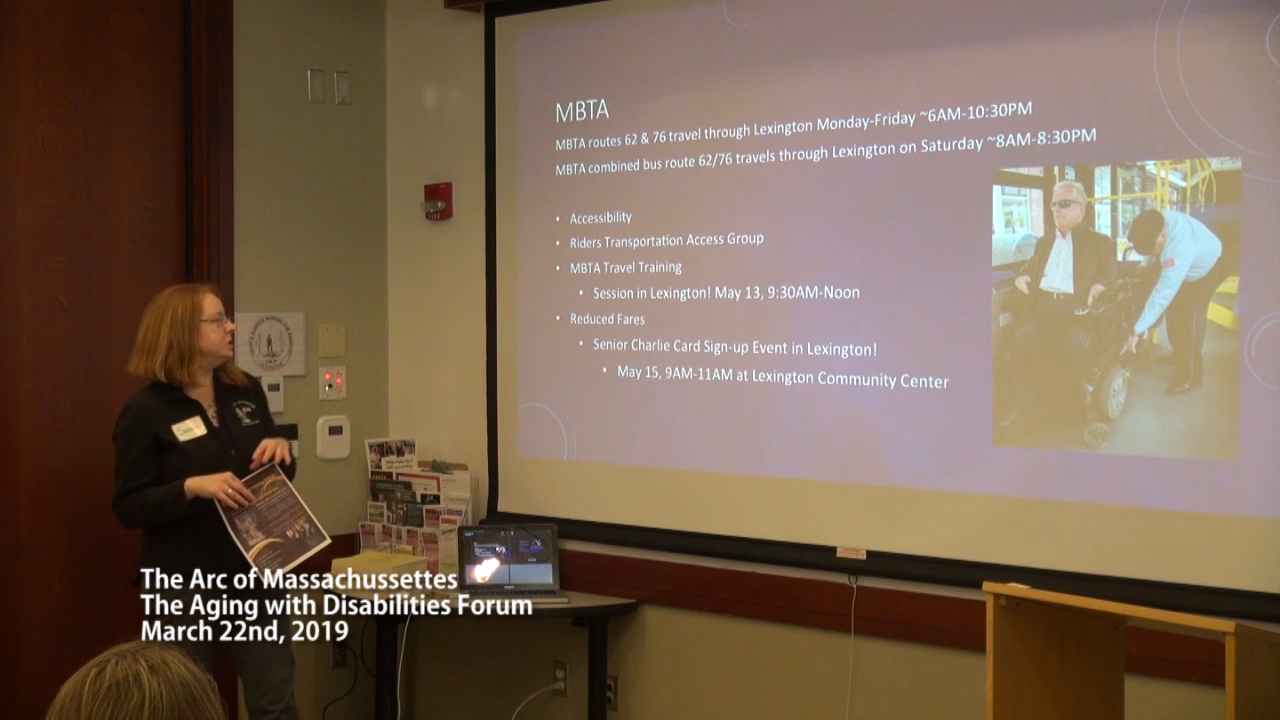 MBTA
MBTA routes 62 & 76 travel through Lexington Monday-Friday ~6AM-10:30PM
MBTA combined bus route 62/76 travels through Lexington on Saturday ~8AM-8:30PM
• Accessibility
• Riders Transportation Access Group
• MBTA Travel Training
• Session in Lexington! May 13, 9:30AM-Noon
• Reduced Fares
• Senior Charlie Card Sign-up Event in Lexington!
• May 15, 9AM-11AM at Lexington Community Center
FIRE
The Arc of Massachussettes
The Aging with Disabilities Forum
March 22nd, 2019